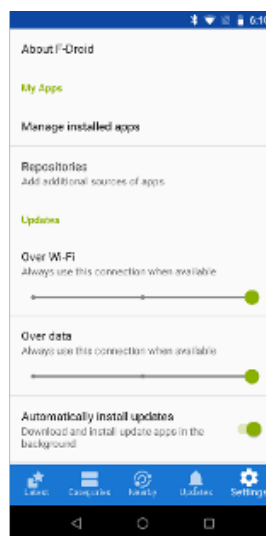 6:10
About F-Droid
My Apps
Manage installed apps
Repositories
Add additional sources of apps
Updates
Over Wi-Fi
Always use this connection when available
Over data
Always use this connection when available
Automatically install updates
Download and install update apps in the
background
Latest Categories Nearby Updates Settings